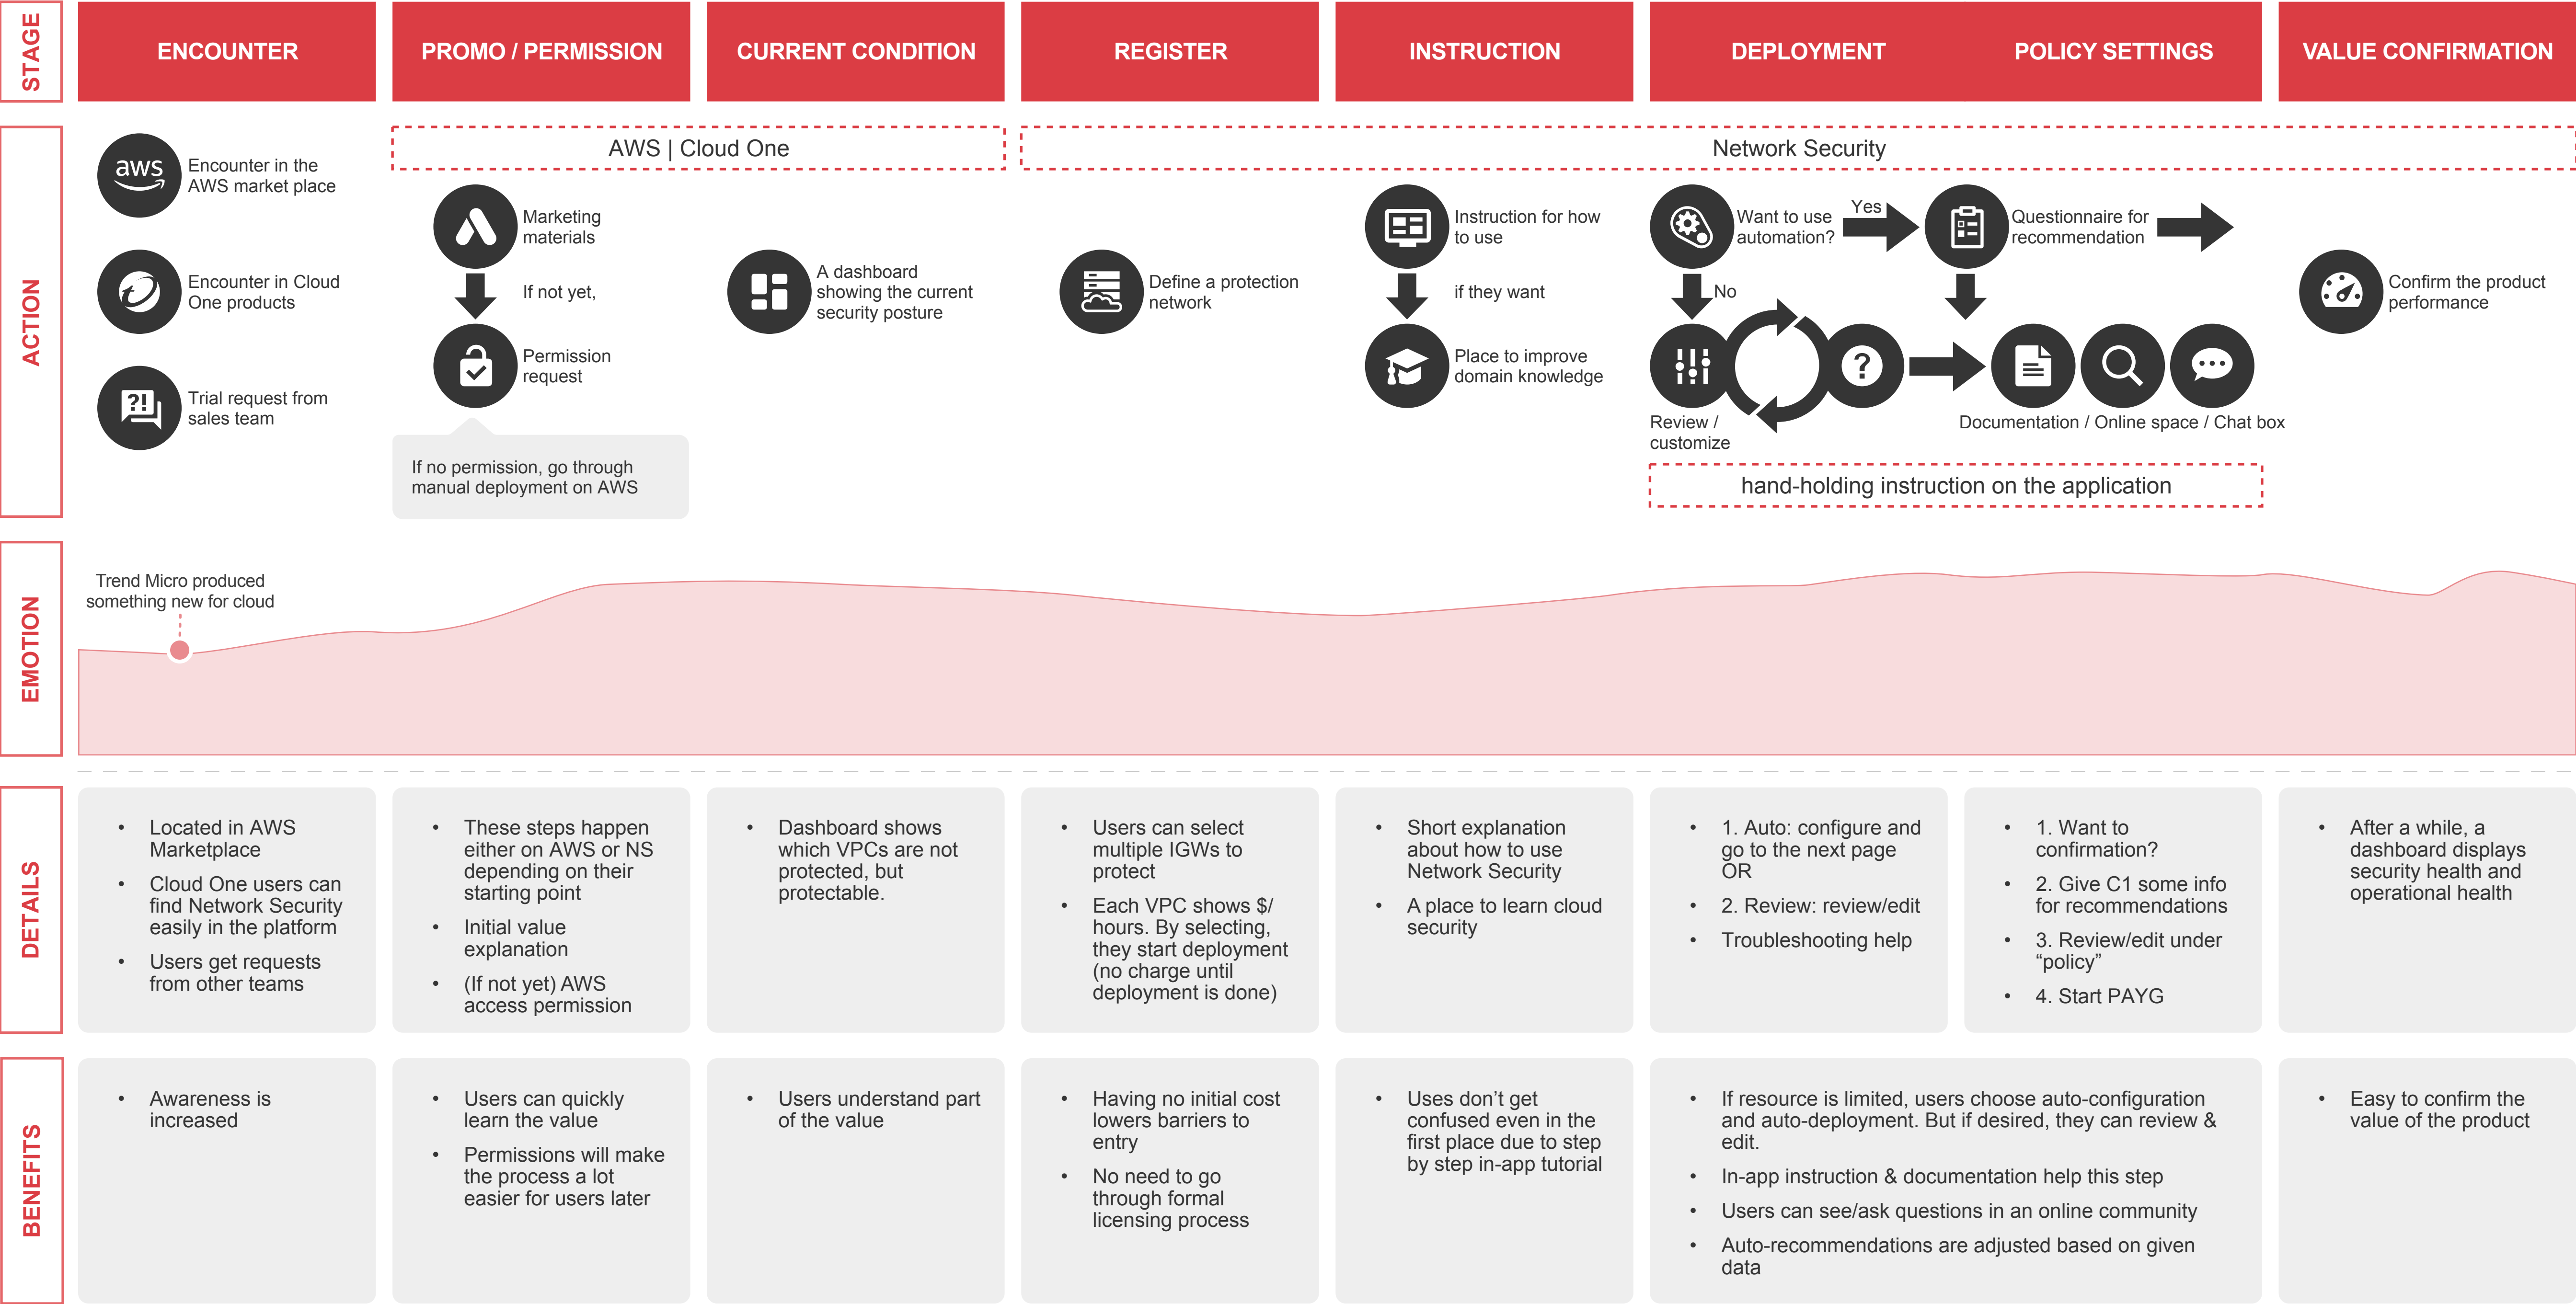 STAGE
ENCOUNTER
PROMO / PERMISSION
CURRENT CONDITION
REGISTER
INSTRUCTION
DEPLOYMENT
POLICY SETTINGS
VALUE CONFIRMATION
ACTION
aws
Encounter in the
AWS market place
Encounter in Cloud
One products
?!
Trial request from
sales team
AWS | Cloud One
Marketing
materials
If not yet,
Permission
request
If no permission, go through
manual deployment on AWS
A dashboard
showing the current
security posture
Network Security
Define a protection
network
Instruction for how
to use
if they want
Place to improve
domain knowledge
Want to use
automation?
Yes
No
Questionnaire for
recommendation
Review /
customize
?
Documentation / Online space / Chat box
hand-holding instruction on the application
Confirm the product
performance
EMOTION
Trend Micro produced
something new for cloud
DETAILS
• Located in AWS
Marketplace
• Cloud One users can
find Network Security
easily in the platform
• Users get requests
from other teams
• These steps happen
either on AWS or NS
depending on their
starting point
• Initial value
explanation
• (If not yet) AWS
access permission
• Dashboard shows
which VPCs are not
protected, but
protectable.
• Users can select
multiple IGWs to
protect
• Each VPC shows $/
hours. By selecting,
they start deployment
(no charge until
deployment is done)
• Short explanation
about how to use
Network Security
• A place to learn cloud
security
• 1. Auto: configure and
go to the next page
OR
• 2. Review: review/edit
• Troubleshooting help
• 1. Want to
confirmation?
• 2. Give C1 some info
for recommendations
• 3. Review/edit under
“policy”
• 4. Start PAYG
• After a while, a
dashboard displays
security health and
operational health
BENEFITS
• Awareness is
increased
• Users can quickly
learn the value
• Permissions will make
the process a lot
easier for users later
• Users understand part
of the value
• Having no initial cost
lowers barriers to
entry
• No need to go
through formal
licensing process
• Uses don’t get
confused even in the
first place due to step
by step in-app tutorial
• If resource is limited, users choose auto-configuration
and auto-deployment. But if desired, they can review &
edit.
• In-app instruction & documentation help this step
• Users can see/ask questions in an online community
• Auto-recommendations are adjusted based on given
data
• Easy to confirm the
value of the product